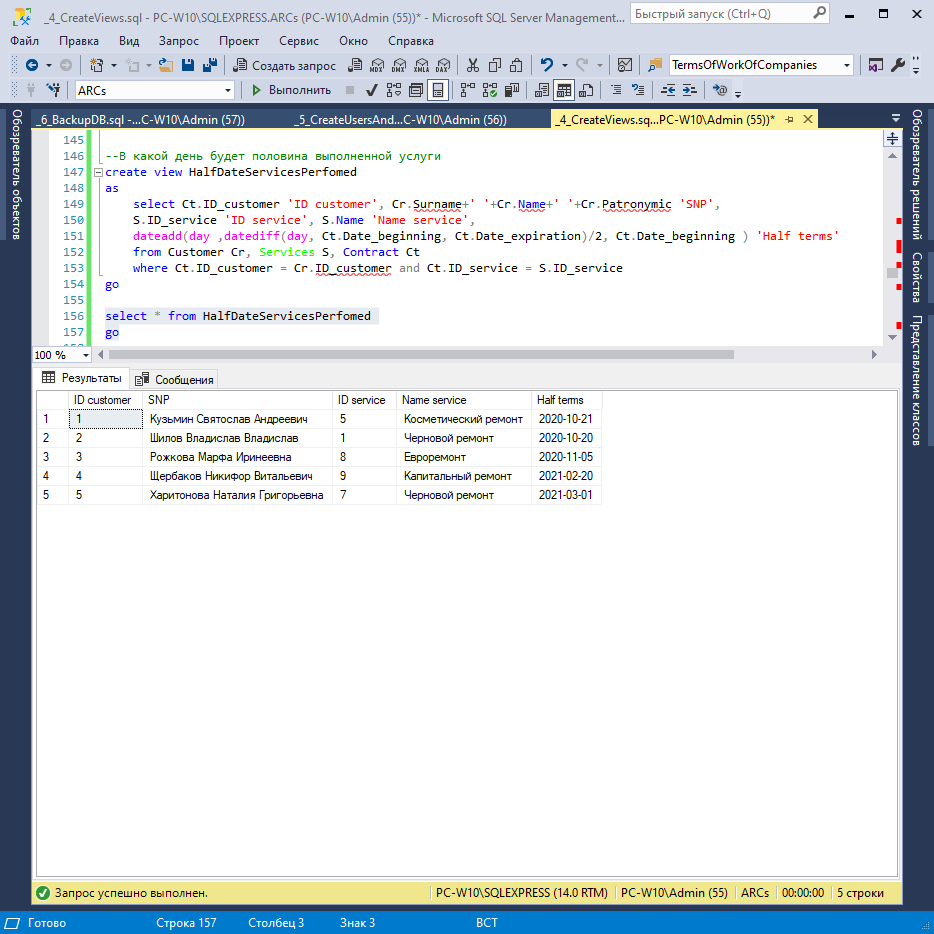 _4_CreateViews.sql - PC-W10\SQLEXPRESS.ARCs (PC-W10\Admin (55))* - Microsoft SQL Server Management...
Быстрый запуск (Ctrl+Q)
Файл Правка Вид Запрос Проект Сервис Окно Справка
Создать запрос MDX DMX XMLA DAX TermsOfWorkOfCompanies
ARCs Выполнить
_6_BackupDB.sql -...C-W10\Admin (57)) _5_CreateUsersAnd...C-W10\Admin (56)) _4_CreateViews.sq...PC-W10\Admin (55))*
Обозреватель объектов
145
146 --В какой день будет половина выполненной услуги
147 create view HalfDateServicesPerfomed
148 as
149 select Ct.ID_customer 'ID customer', Cr.Surname+' '+Cr.Name+' '+Cr.Patronymic 'SNP',
150 S.ID_service 'ID service', S.Name 'Name service',
151 dateadd(day ,datediff(day, Ct.Date_beginning, Ct.Date_expiration)/2, Ct.Date_beginning ) 'Half terms'
152 from Customer Cr, Services S, Contract Ct
153 where Ct.ID_customer = Cr.ID_customer and Ct.ID_service = S.ID_service
154 go
155
156 select * from HalfDateServicesPerfomed
157 go
100 %
Обозреватель решений
Свойства
Представление классов
Результаты Сообщения
ID customer SNP ID service Name service Half terms
1 1 Кузьмин Святослав Андреевич 5 Косметический ремонт 2020-10-21
2 2 Шилов Владислав Владислав 1 Черновой ремонт 2020-10-20
3 3 Рожкова Марфа Иринеевна 8 Евроремонт 2020-11-05
4 4 Щербаков Никифор Витальевич 9 Капитальный ремонт 2021-02-20
5 5 Харитонова Наталия Григорьевна 7 Черновой ремонт 2021-03-01
Запрос успешно выполнен. PC-W10\SQLEXPRESS (14.0 RTM) PC-W10\Admin (55) ARCs 00:00:00 5 строки
Готово Строка 157 Столбец 3 Знак 3 ВСТ